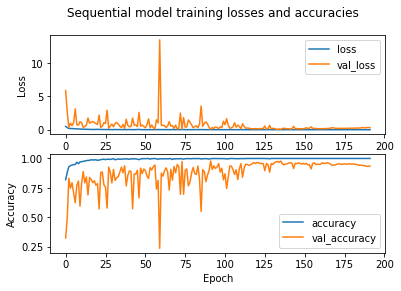 Sequential model training losses and accuracies
10
5
0
Loss
loss
val_loss
0 25 50 75 100 125 150 175 200
1.00
0.75
0.50
0.25
Accuracy
accuracy
val_accuracy
0 25 50 75 100 125 150 175 200
Epoch